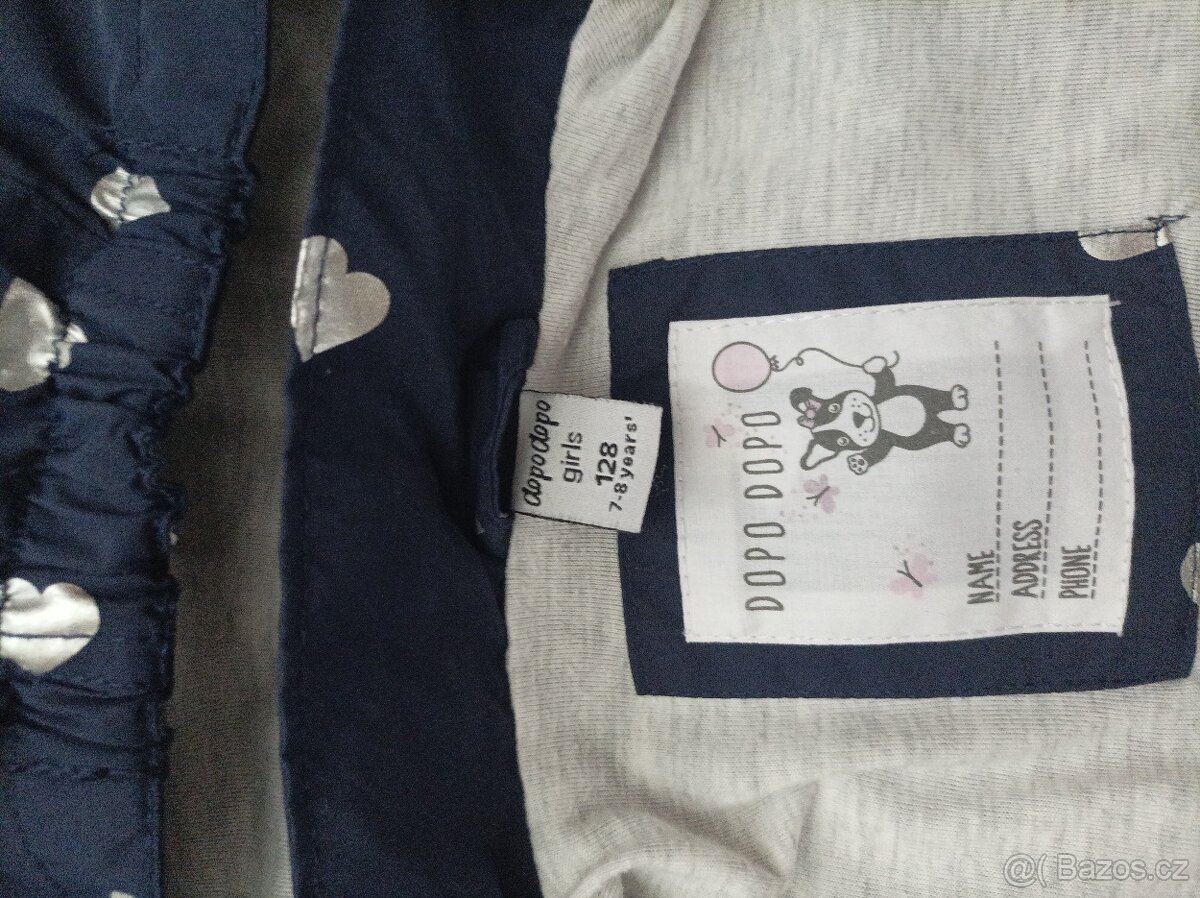 dopodopo
girls
128
7-8 years'
DOPO DOPO
NAME
ADDRESS
PHONE
@( Bazos.cz